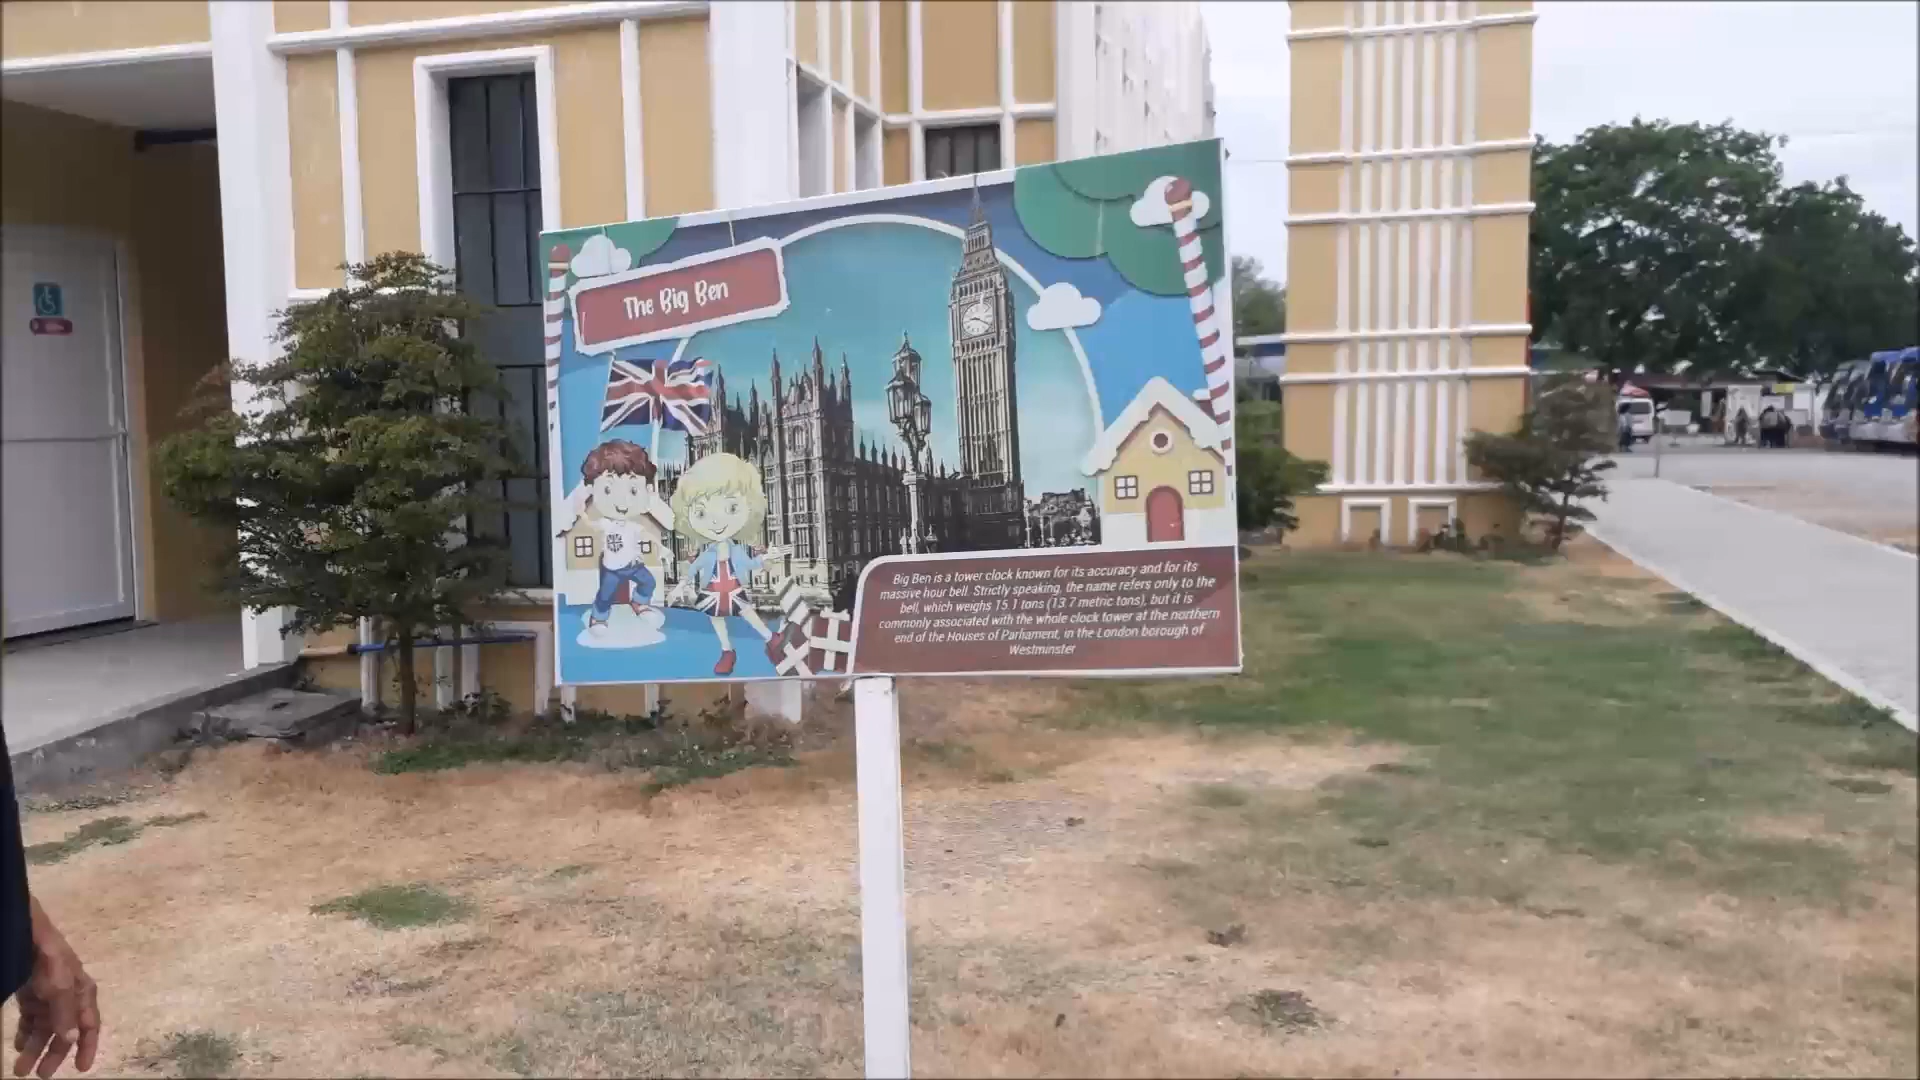 The Big Ben
Big Ben is a tower clock known for its accuracy and for its
massive hour bell. Strictly speaking, the name refers only to the
bell, which weighs 15.1 tons (13.7 metric tons), but it is
commonly associated with the whole clock tower at the northern
end of the Houses of Parliament, in the London borough of
Westminster